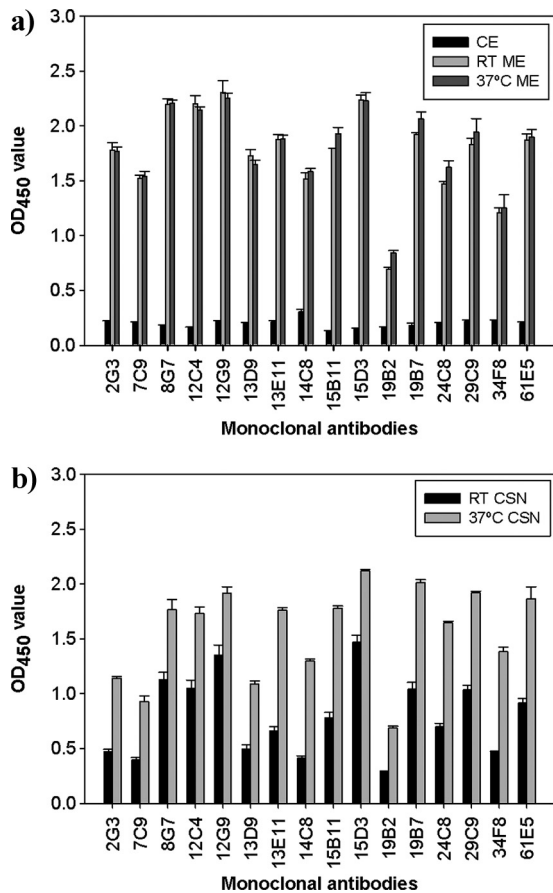 a)
3.0
2.5
2.0
1.5
1.0
0.5
0.0
OD450 value
CE
RT ME
37ºC ME
2G3
7C9
8G7
12C4
12G9
13D9
13E11
14C8
15B11
15D3
19B2
19B7
24C8
29C9
34F8
61E5
Monoclonal antibodies
b)
3.0
2.5
2.0
1.5
1.0
0.5
0.0
OD450 value
RT CSN
37ºC CSN
2G3
7C9
8G7
12C4
12G9
13D9
13E11
14C8
15B11
15D3
19B2
19B7
24C8
29C9
34F8
61E5
Monoclonal antibodies